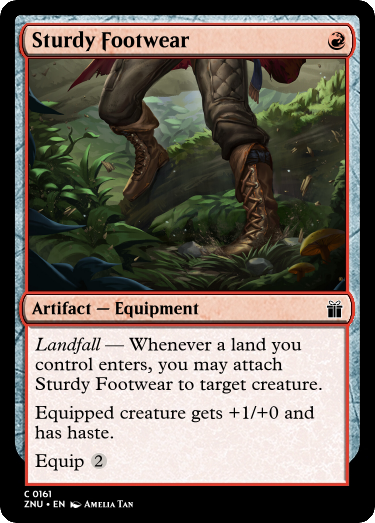 Sturdy Footwear
Artifact — Equipment
Landfall — Whenever a land you
control enters, you may attach
Sturdy Footwear to target creature.
Equipped creature gets +1/+0 and
has haste.
Equip 2
C 0161
ZNU • EN Amelia Tan